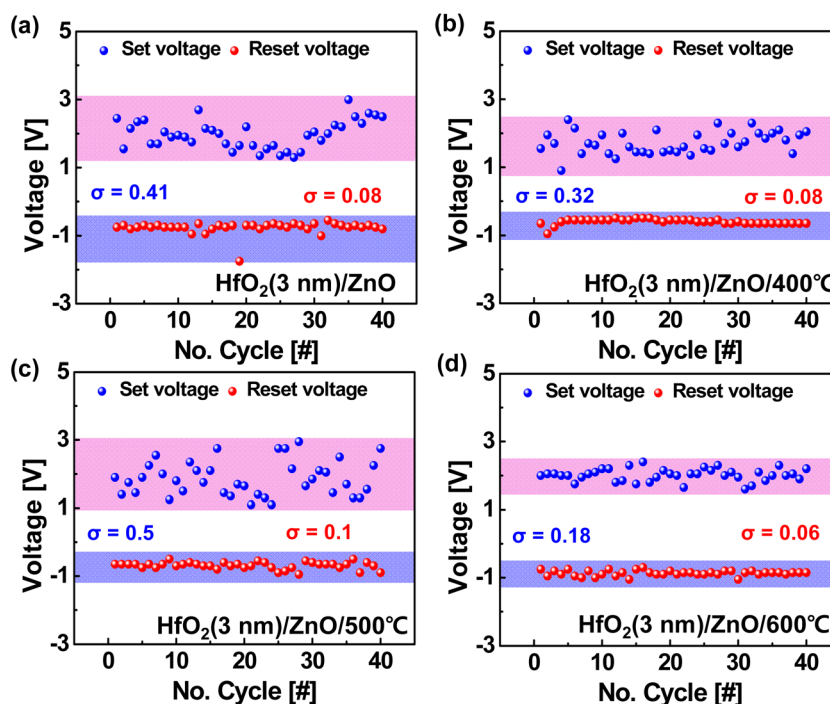 (a)
5
3
1
-1
-3
Voltage [V]
Set voltage Reset voltage
σ = 0.41 σ = 0.08
HfO₂(3 nm)/ZnO
0 10 20 30 40
No. Cycle [#]
(b)
5
3
1
-1
-3
Voltage [V]
Set voltage Reset voltage
σ = 0.32 σ = 0.08
HfO₂(3 nm)/ZnO/400℃
0 10 20 30 40
No. Cycle [#]
(c)
5
3
1
-1
-3
Voltage [V]
Set voltage Reset voltage
σ = 0.5 σ = 0.1
HfO₂(3 nm)/ZnO/500℃
0 10 20 30 40
No. Cycle [#]
(d)
5
3
1
-1
-3
Voltage [V]
Set voltage Reset voltage
σ = 0.18 σ = 0.06
HfO₂(3 nm)/ZnO/600℃
0 10 20 30 40
No. Cycle [#]